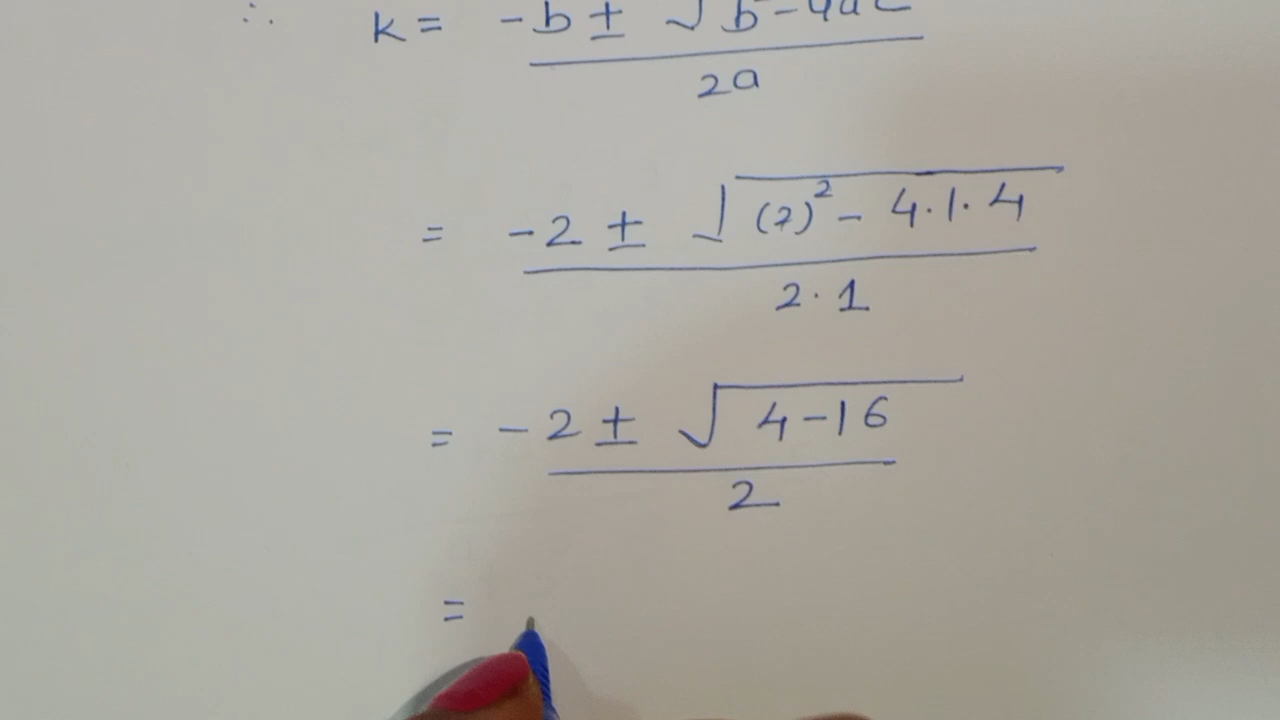 ∴ K = -b ± √b²-4ac
2a
= -2 ± √(2)² - 4.1.4
2.1
= -2 ± √4-16
2
=